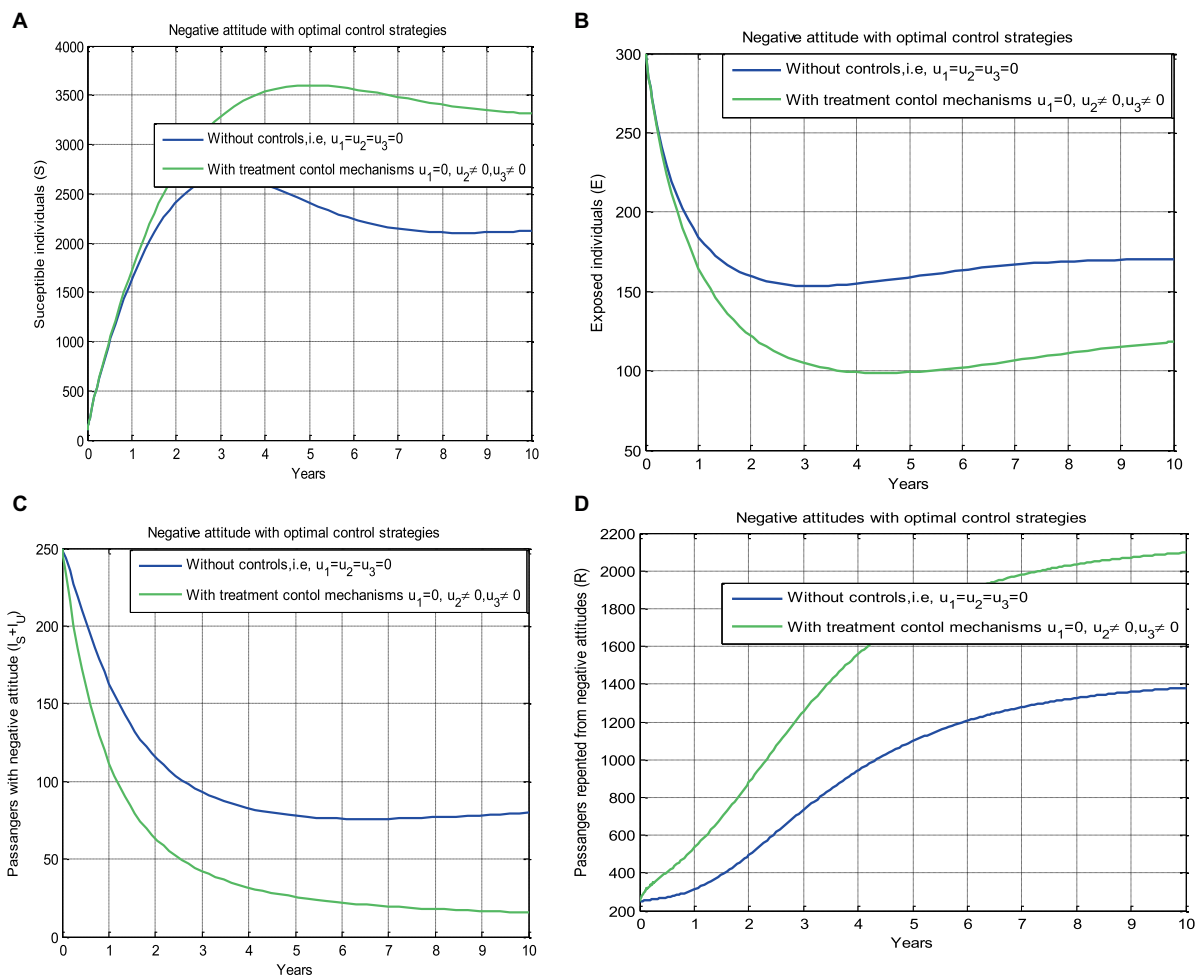 A
Negative attitude with optimal control strategies
4000
3500
3000
2500
2000
1500
1000
500
0
Suceptible individuals (S)
Without controls,i.e, u1=u2=u3=0
With treatment contol mechanisms u1=0, u2≠ 0,u3≠ 0
0 1 2 3 4 5 6 7 8 9 10
Years
B
Negative attitude with optimal control strategies
300
250
200
150
100
50
Exposed individuals (E)
Without controls,i.e, u1=u2=u3=0
With treatment contol mechanisms u1=0, u2≠ 0,u3≠ 0
0 1 2 3 4 5 6 7 8 9 10
Years
C
Negative attitude with optimal control strategies
250
200
150
100
50
0
Passangers with negative attitude (IS+IU)
Without controls,i.e, u1=u2=u3=0
With treatment contol mechanisms u1=0, u2≠ 0,u3≠ 0
0 1 2 3 4 5 6 7 8 9 10
Years
D
Negative attitudes with optimal control strategies
2200
2000
1800
1600
1400
1200
1000
800
600
400
200
Passengers repented from negative attitudes (R)
Without controls,i.e, u1=u2=u3=0
With treatment contol mechanisms u1=0, u2≠ 0,u3≠ 0
0 1 2 3 4 5 6 7 8 9 10
Years